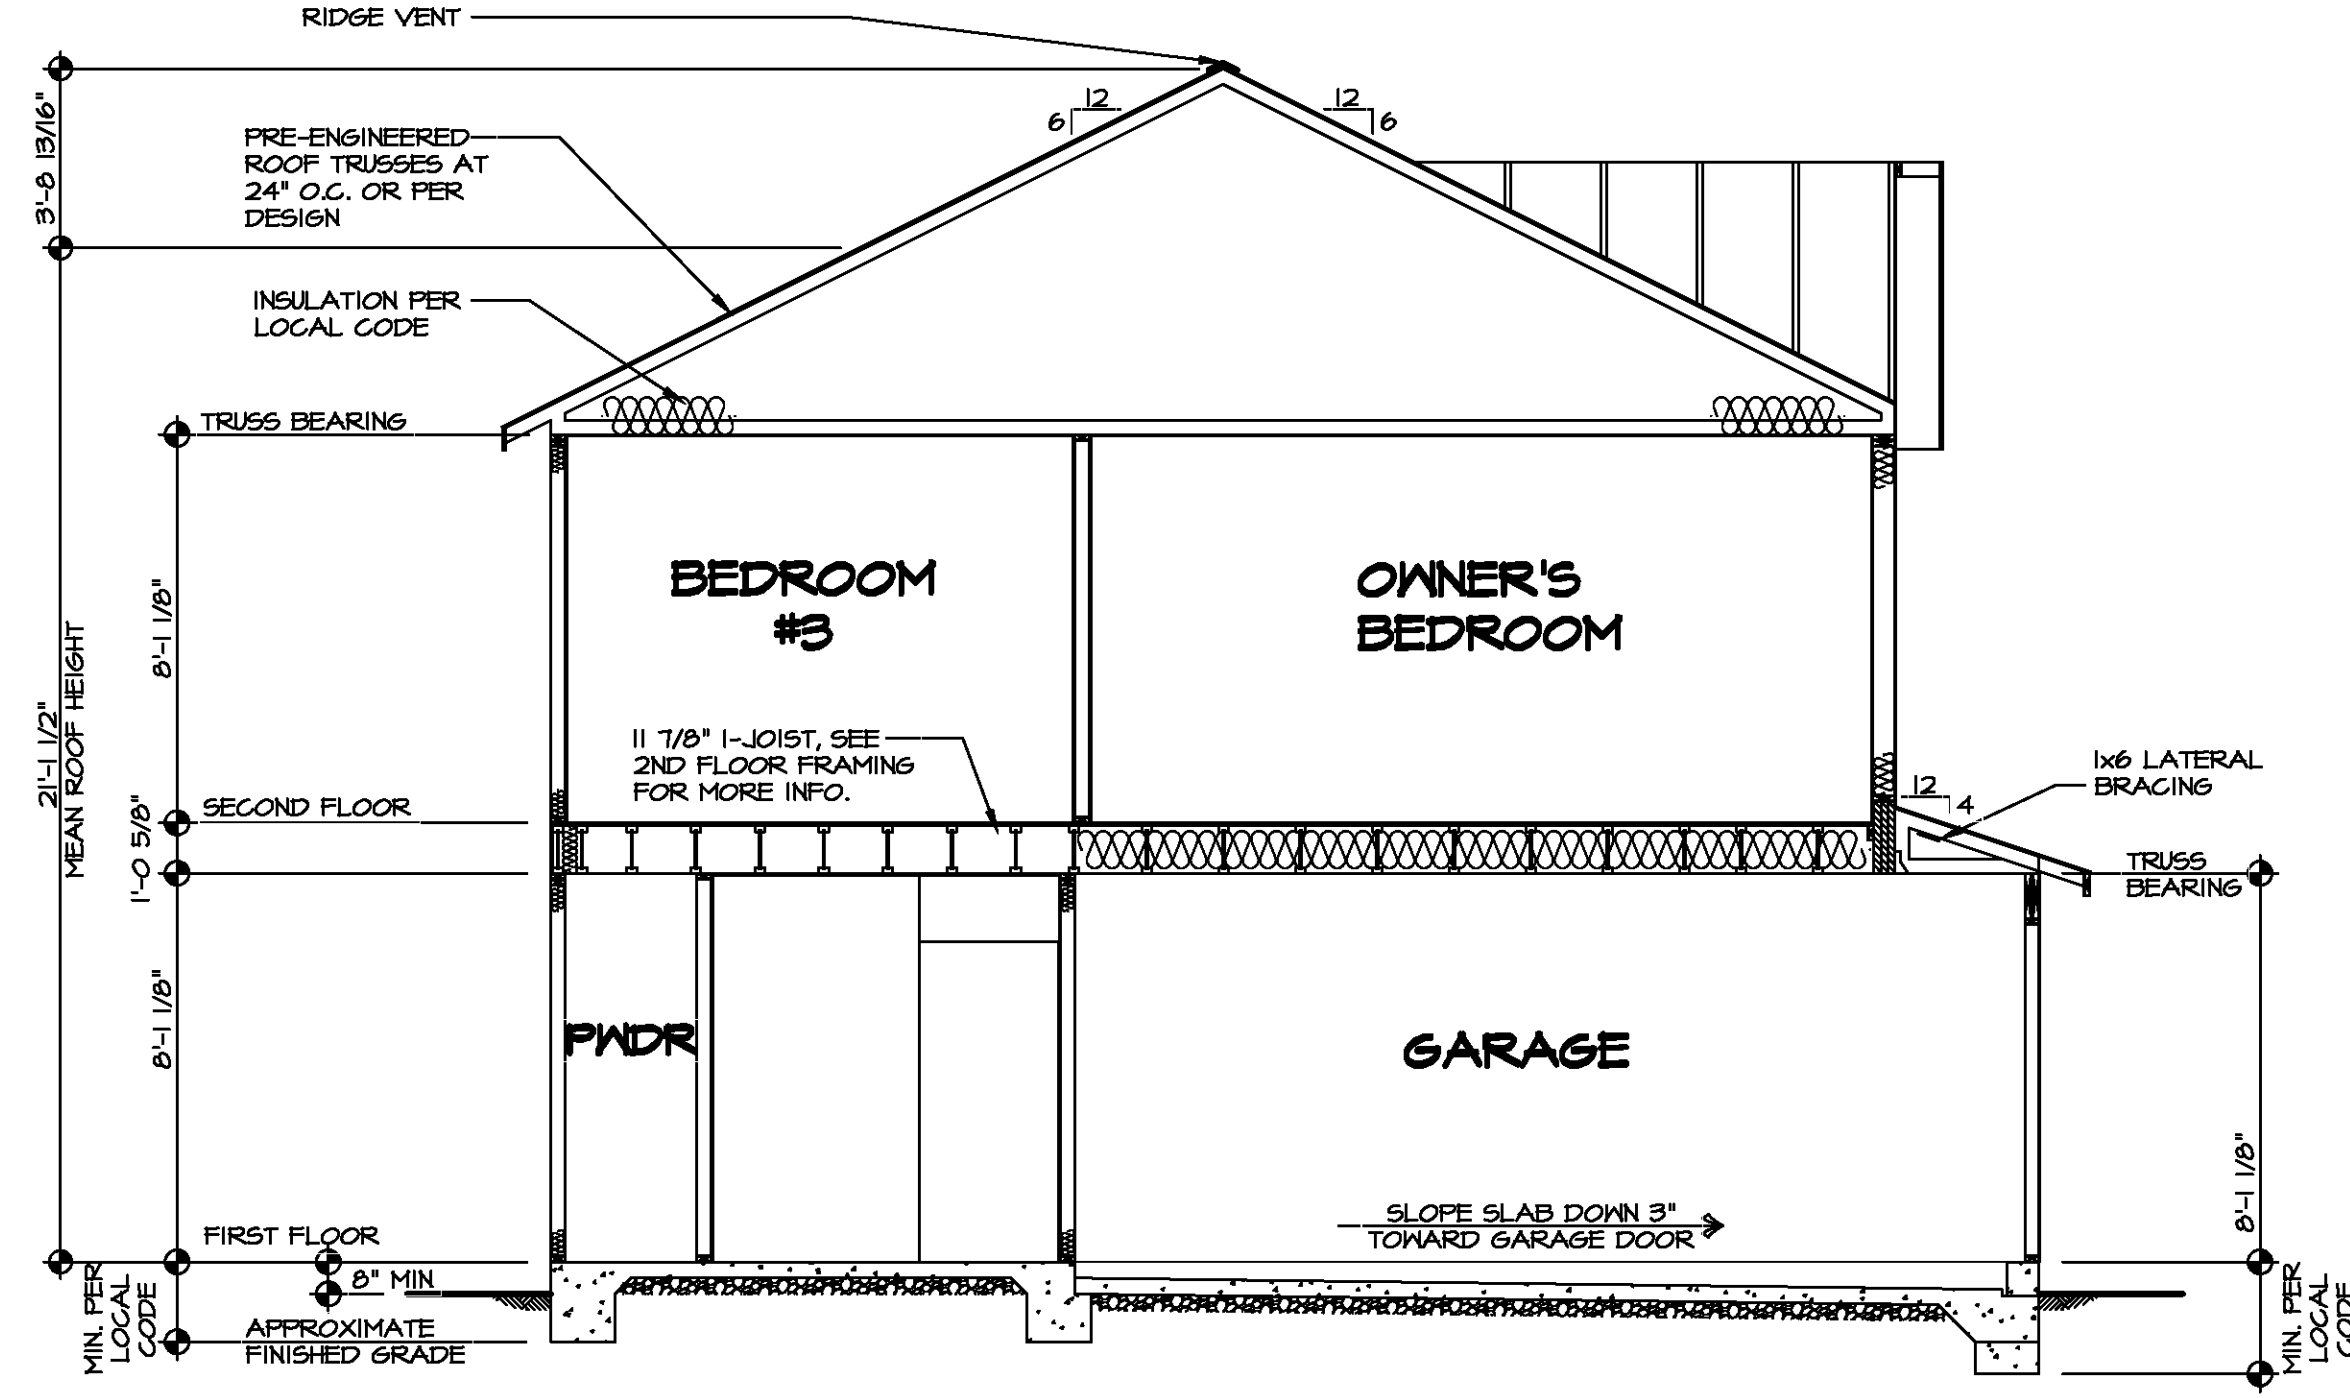 RIDGE VENT
12
6
12
6
3'-8 13/16"
PRE-ENGINEERED
ROOF TRUSSES AT
24" O.C. OR PER
DESIGN
INSULATION PER
LOCAL CODE
TRUSS BEARING
BEDROOM
#3
OWNER'S
BEDROOM
8'-1 1/8"
21'-1 1/2"
MEAN ROOF HEIGHT
11 7/8" I-JOIST, SEE
2ND FLOOR FRAMING
FOR MORE INFO.
SECOND FLOOR
1'-0 5/8"
12
4
1x6 LATERAL
BRACING
TRUSS
BEARING
8'-1 1/8"
PWDR
GARAGE
8'-1 1/8"
SLOPE SLAB DOWN 3"
TOWARD GARAGE DOOR
FIRST FLOOR
8" MIN
APPROXIMATE
FINISHED GRADE
MIN. PER
LOCAL
CODE
MIN. PER
LOCAL
CODE